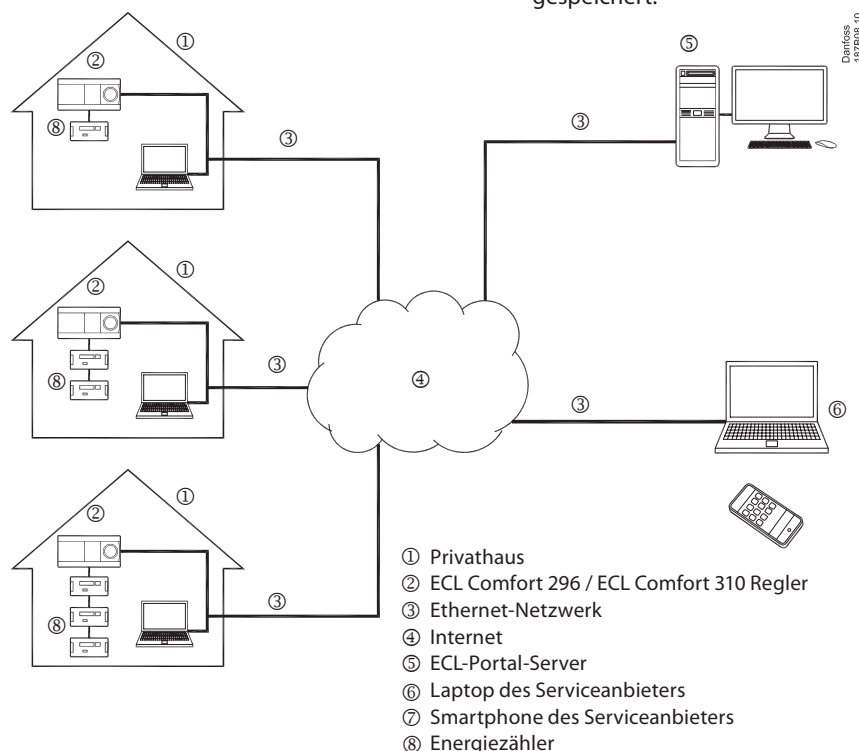 gespeichert.
Danfoss
①
②
⑧
③
⑤
③
①
②
⑧
③
④
③
⑥
①
②
⑧
③
① Privathaus
② ECL Comfort 296 / ECL Comfort 310 Regler
③ Ethernet-Netzwerk
④ Internet
⑤ ECL-Portal-Server
⑥ Laptop des Serviceanbieters
⑦ Smartphone des Serviceanbieters
⑧ Energiezähler